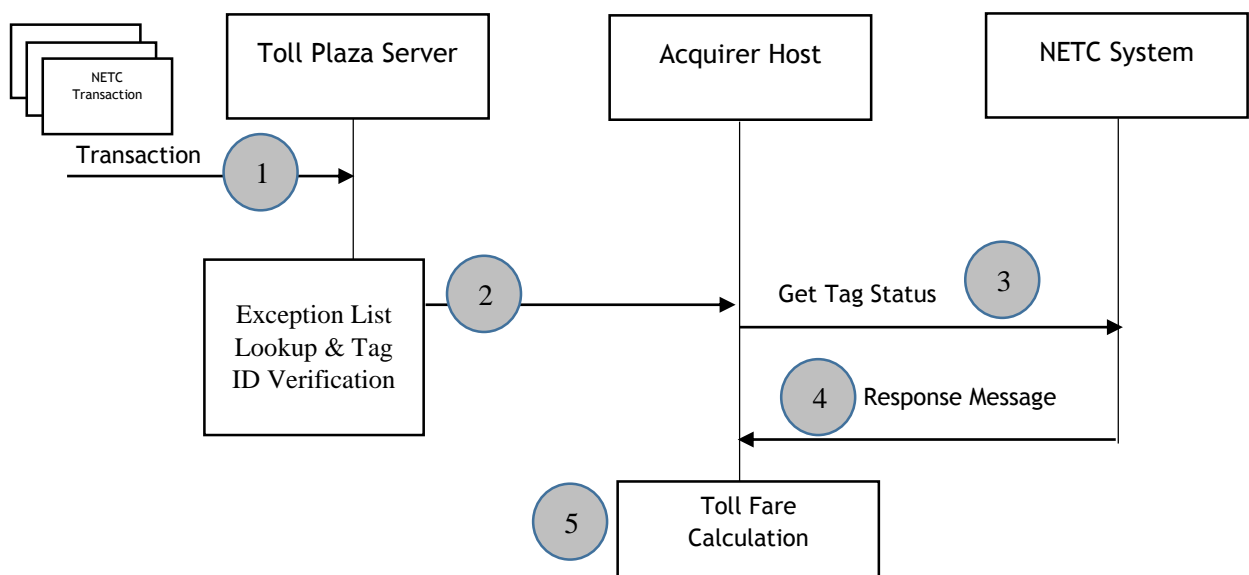 NETC
Transaction
Toll Plaza Server
Acquirer Host
NETC System
Transaction
1
Exception List
Lookup & Tag
ID Verification
2
Get Tag Status
3
4
Response Message
5
Toll Fare
Calculation